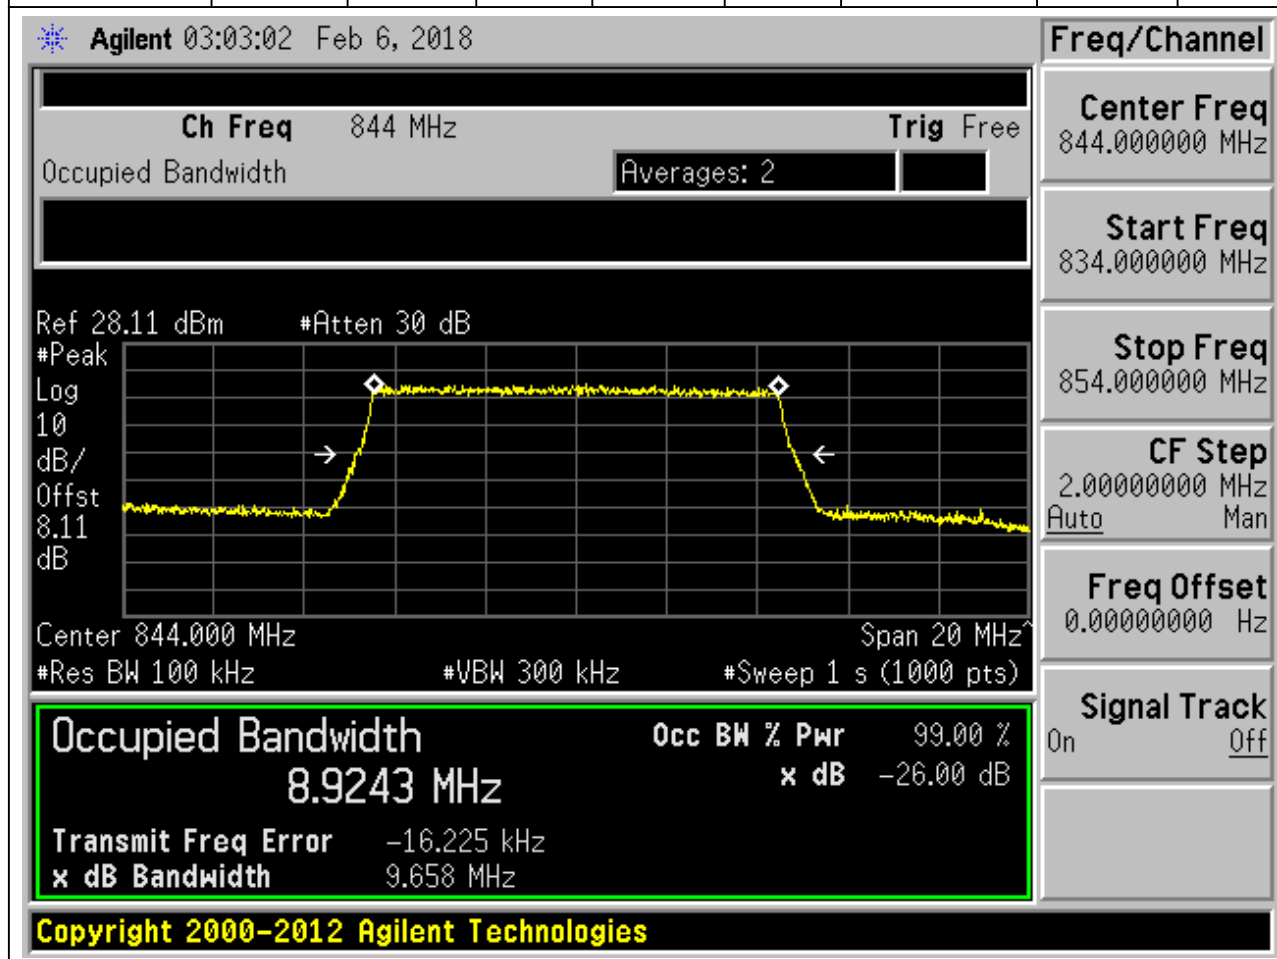 Agilent 03:03:02 Feb 6, 2018
Freq/Channel
Ch Freq 844 MHz Trig Free
Occupied Bandwidth Averages: 2
Ref 28.11 dBm #Atten 30 dB
#Peak
Log
10
dB/
Offst
8.11
dB
Center 844.000 MHz Span 20 MHz^
#Res BW 100 kHz #VBW 300 kHz #Sweep 1 s (1000 pts)
Occupied Bandwidth Occ BW % Pwr 99.00 %
8.9243 MHz x dB -26.00 dB
Transmit Freq Error -16.225 kHz
x dB Bandwidth 9.658 MHz
Center Freq
844.000000 MHz
Start Freq
834.000000 MHz
Stop Freq
854.000000 MHz
CF Step
2.00000000 MHz
Auto Man
Freq Offset
0.00000000 Hz
Signal Track
On Off
Copyright 2000-2012 Agilent Technologies